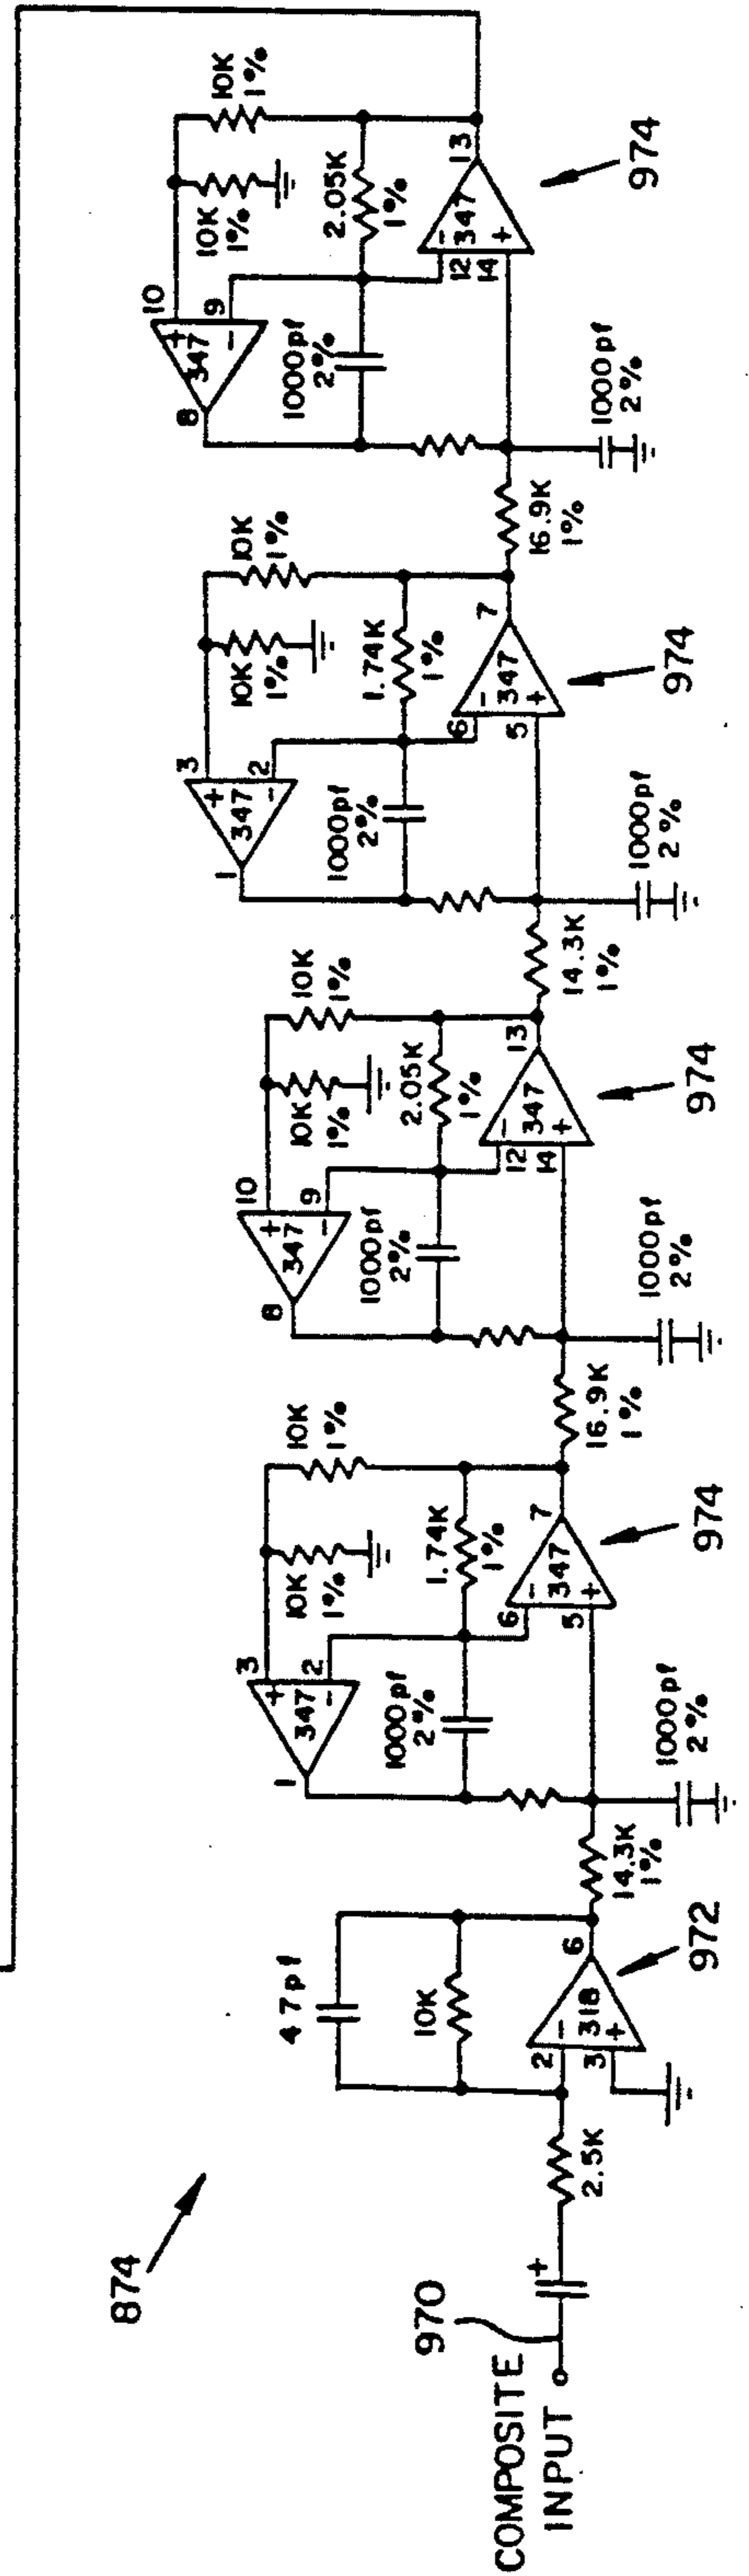 874
970
COMPOSITE
INPUT
+
2.5K
47pf
10K
2
3
-
+
318
6
972
14.3K
1%
1000pf
2%
1
3
2
+
-
347
1000pf
2%
10K
1%
10K
1%
1.74K
1%
6
5
-
+
347
7
974
16.9K
1%
1000pf
2%
8
10
9
+
-
347
1000pf
2%
10K
1%
10K
1%
2.05K
1%
12
14
-
+
347
13
974
14.3K
1%
1000pf
2%
1
3
2
+
-
347
1000pf
2%
10K
1%
10K
1%
1.74K
1%
6
5
-
+
347
7
974
16.9K
1%
1000pf
2%
8
10
9
+
-
347
1000pf
2%
10K
1%
10K
1%
2.05K
1%
12
14
-
+
347
13
974